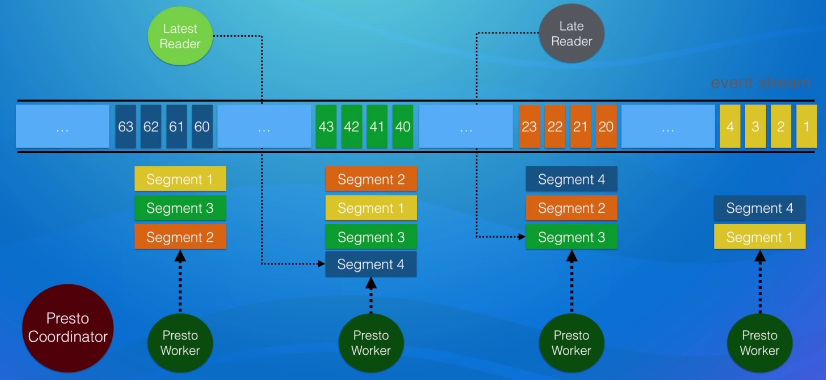 Latest
Reader
Late
Reader
event stream
... 63 62 61 60 ... 43 42 41 40 ... 23 22 21 20 ... 4 3 2 1
Segment 1
Segment 3
Segment 2
Segment 2
Segment 1
Segment 3
Segment 4
Segment 4
Segment 2
Segment 3
Segment 4
Segment 1
Presto
Coordinator
Presto
Worker
Presto
Worker
Presto
Worker
Presto
Worker